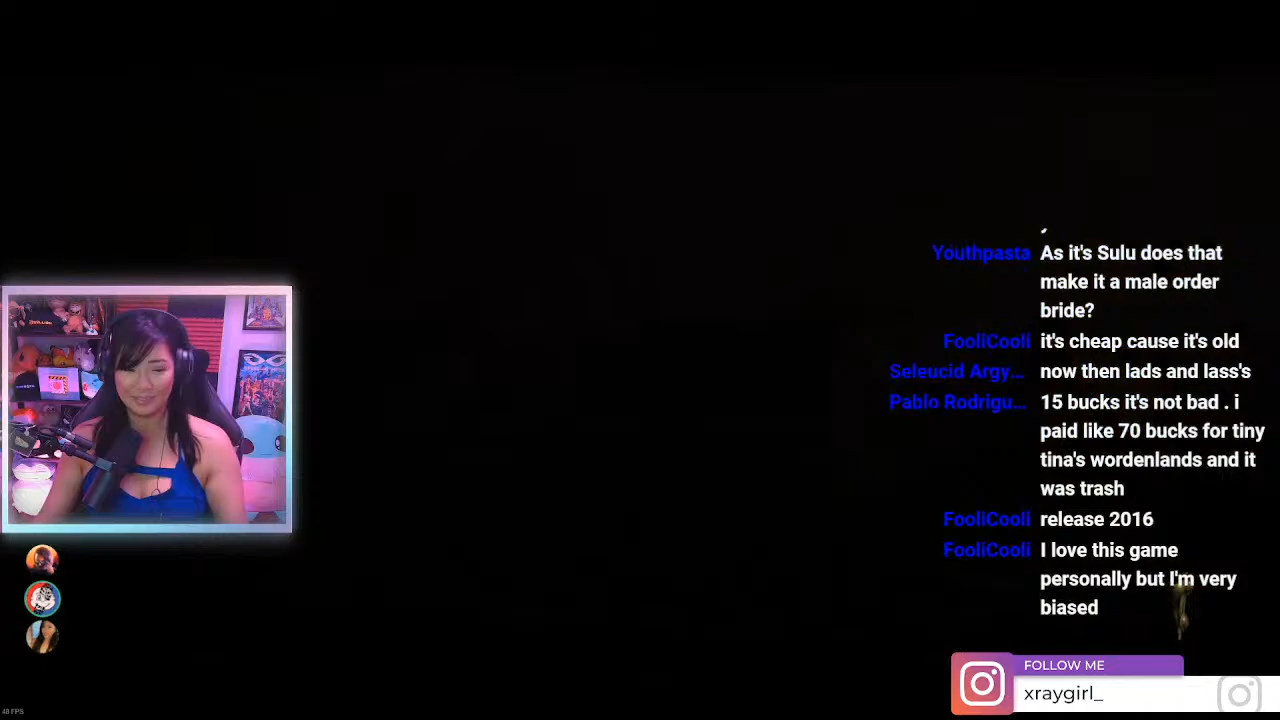 Youthpasta As it's Sulu does that
make it a male order
bride?
FooliCooli it's cheap cause it's old
Seleucid Argy... now then lads and lass's
Pablo Rodrigu... 15 bucks it's not bad . i
paid like 70 bucks for tiny
tina's wordenlands and it
was trash
FooliCooli release 2016
FooliCooli I love this game
personally but I'm very
biased
FOLLOW ME
xraygirl_
48 FPS